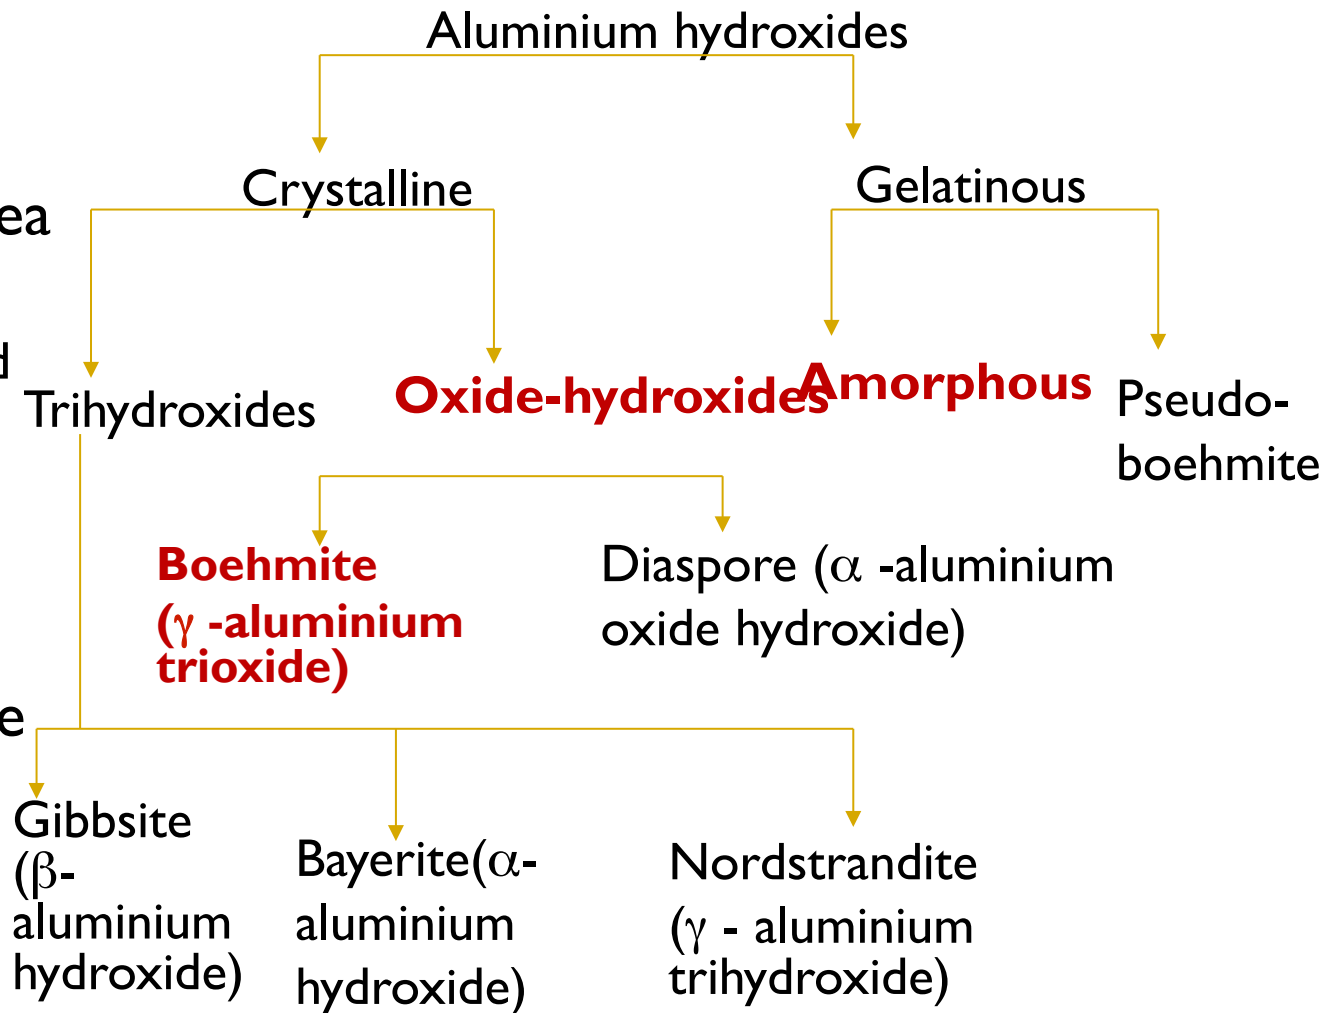 Aluminium hydroxides
Crystalline
Gelatinous
ea
d
Trihydroxides
Oxide-hydroxides
Amorphous
Pseudo-
boehmite
Boehmite
(γ -aluminium
trioxide)
Diaspore (α -aluminium
oxide hydroxide)
e
Gibbsite
(β-
aluminium
hydroxide)
Bayerite(α-
aluminium
hydroxide)
Nordstrandite
(γ - aluminium
trihydroxide)